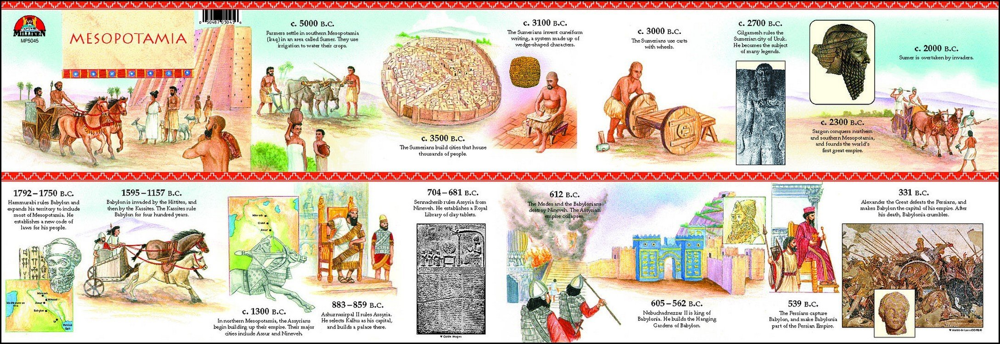 MILLIKEN
MP5045
MESOPOTAMIA
0 50487 05045 6
c. 5000 B.C.
Farmers settle in southern Mesopotamia
(Iraq) in an area called Sumer. They use
irrigation to water their crops.
c. 3500 B.C.
The Sumerians build cities that house
thousands of people.
c. 3100 B.C.
The Sumerians invent cuneiform
writing, a system made up of
wedge-shaped characters.
c. 3000 B.C.
The Sumerians use carts
with wheels.
c. 2700 B.C.
Gilgamesh rules the
Sumerian city of Uruk.
He becomes the subject
of many legends.
c. 2300 B.C.
Sargon conquers northern
and southern Mesopotamia,
and founds the world's
first great empire.
c. 2000 B.C.
Sumer is overtaken by invaders.
1792–1750 B.C.
Hammurabi rules Babylon and
expands his territory to include
most of Mesopotamia. He
establishes a new code of
laws for his people.
Mediterranean
Sea
Nineveh
Nimrud
Assur
Babylon
Ur
Persian
Gulf
1595–1157 B.C.
Babylon is invaded by the Hittites, and
then by the Kassites. The Kassites rule
Babylon for four hundred years.
Nineveh
Calah
Assur
c. 1300 B.C.
In northern Mesopotamia, the Assyrians
begin building up their empire. Their major
cities include Assur and Nineveh.
883–859 B.C.
Ashurnasirpal II rules Assyria.
He selects Kalhu as his capital,
and builds a palace there.
704–681 B.C.
Sennacherib rules Assyria from
Nineveh. He establishes a Royal
Library of clay tablets.
Corbis Images
612 B.C.
The Medes and the Babylonians
destroy Nineveh. The Assyrian
empire collapses.
605–562 B.C.
Nebuchadnezzar II is king of
Babylonia. He builds the Hanging
Gardens of Babylon.
539 B.C.
The Persians capture
Babylon, and make Babylonia
part of the Persian Empire.
331 B.C.
Alexander the Great defeats the Persians, and
makes Babylon the capital of his empire. After
his death, Babylonia crumbles.
Araldo de Luca/CORBIS